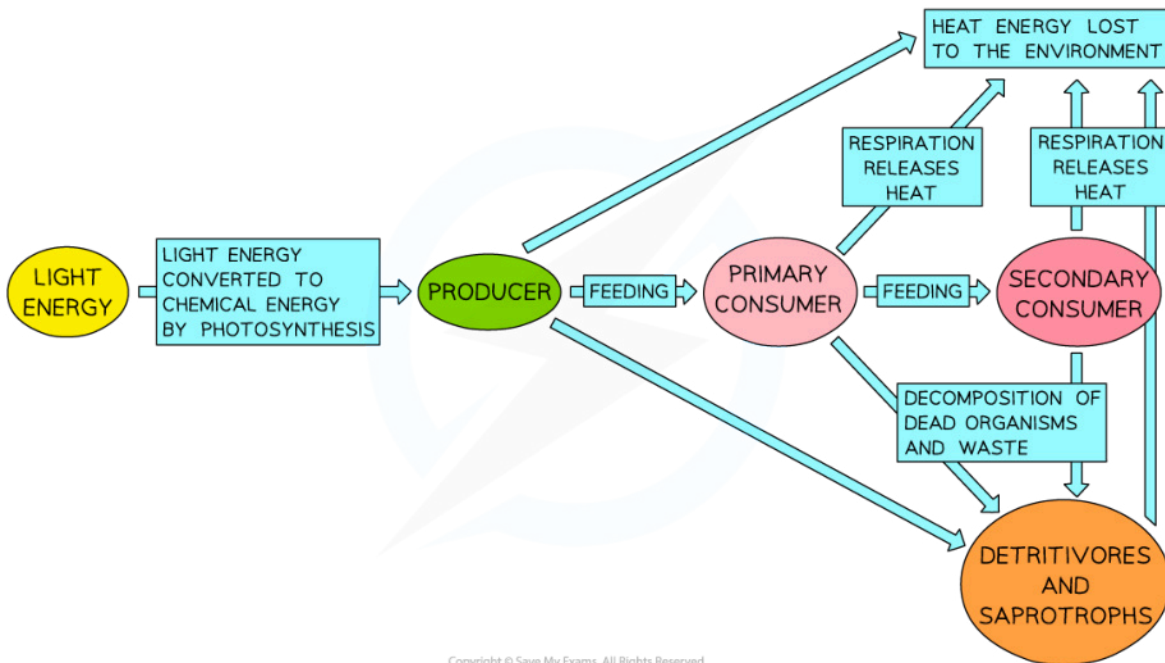 HEAT ENERGY LOST
TO THE ENVIRONMENT
RESPIRATION
RELEASES
HEAT
RESPIRATION
RELEASES
HEAT
LIGHT
ENERGY
LIGHT ENERGY
CONVERTED TO
CHEMICAL ENERGY
BY PHOTOSYNTHESIS
PRODUCER
FEEDING
PRIMARY
CONSUMER
FEEDING
SECONDARY
CONSUMER
DECOMPOSITION OF
DEAD ORGANISMS
AND WASTE
DETRITIVORES
AND
SAPROTROPHS
Copyright © Save My Exams. All Rights Reserved